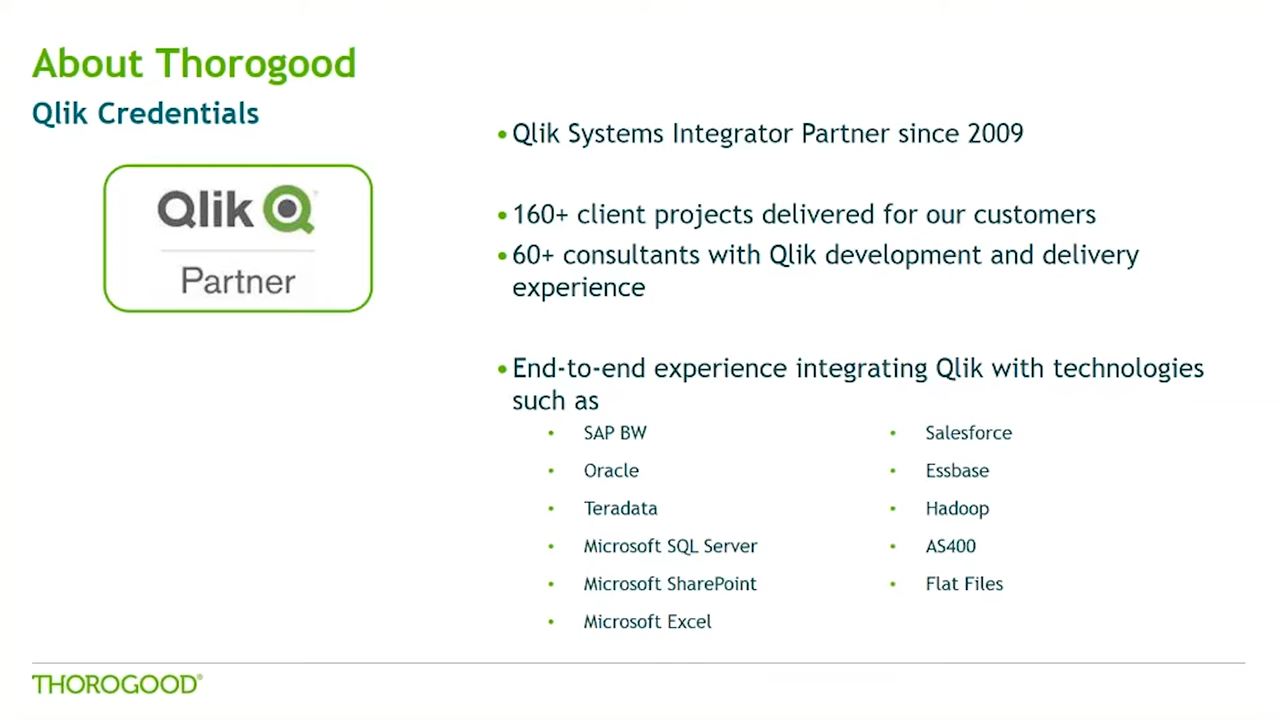 About Thorogood
Qlik Credentials
Qlik
Partner
• Qlik Systems Integrator Partner since 2009
• 160+ client projects delivered for our customers
• 60+ consultants with Qlik development and delivery
experience
• End-to-end experience integrating Qlik with technologies
such as
• SAP BW
• Oracle
• Teradata
• Microsoft SQL Server
• Microsoft SharePoint
• Microsoft Excel
• Salesforce
• Essbase
• Hadoop
• AS400
• Flat Files
THOROGOOD®